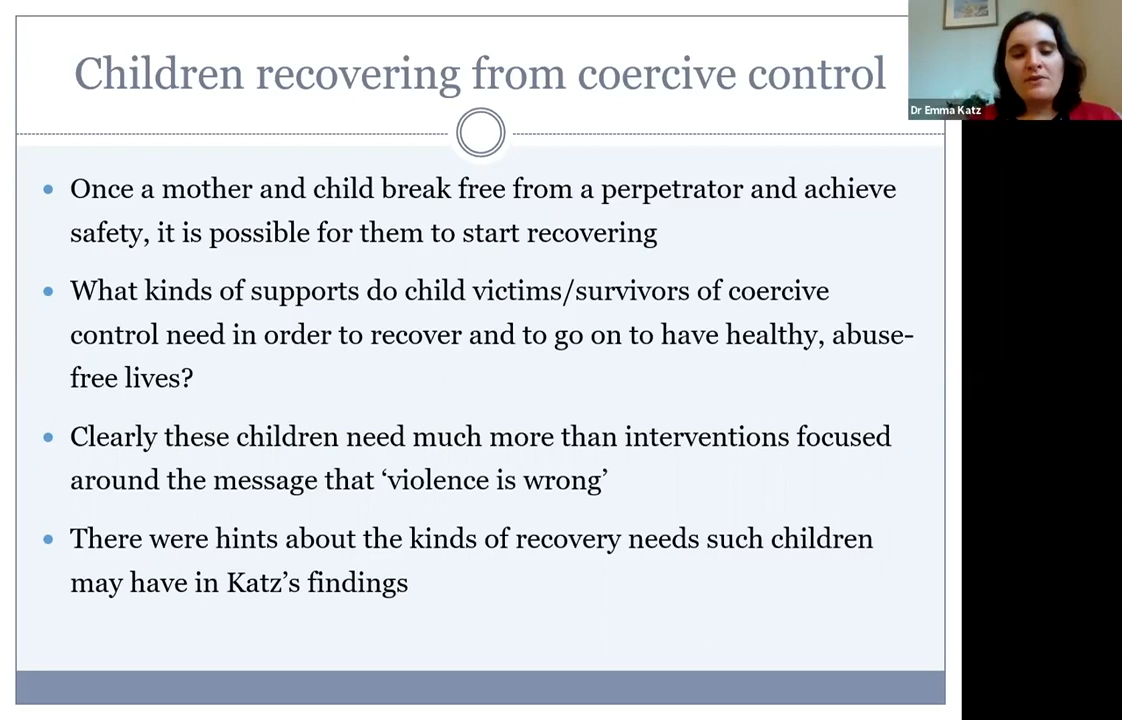 Children recovering from coercive control
Dr Emma Katz
Once a mother and child break free from a perpetrator and achieve
safety, it is possible for them to start recovering
What kinds of supports do child victims/survivors of coercive
control need in order to recover and to go on to have healthy, abuse-
free lives?
Clearly these children need much more than interventions focused
around the message that ‘violence is wrong’
There were hints about the kinds of recovery needs such children
may have in Katz’s findings